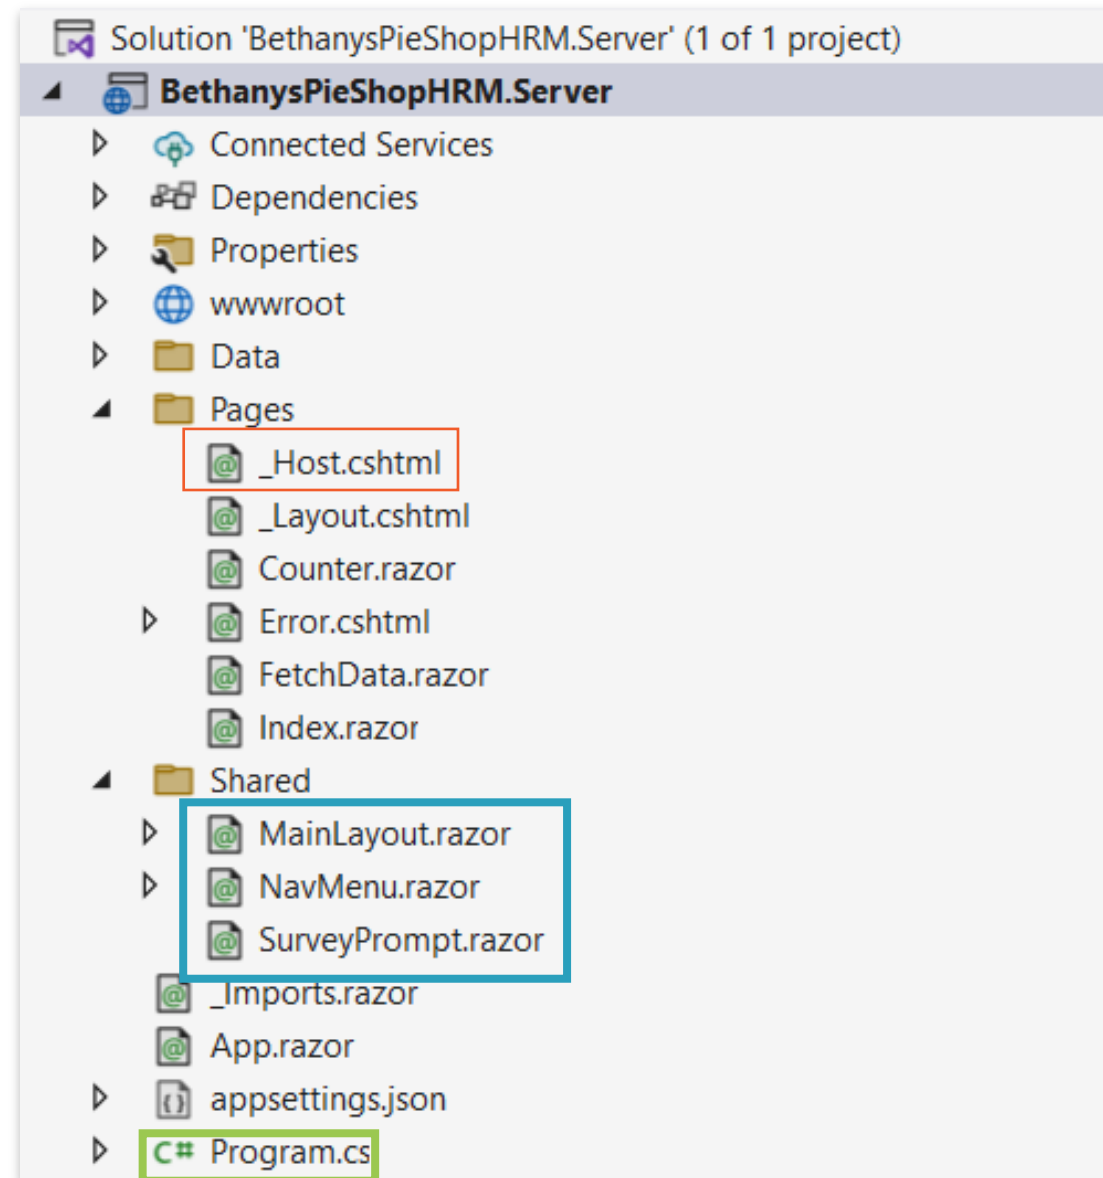 Solution 'BethanysPieShopHRM.Server' (1 of 1 project)
BethanysPieShopHRM.Server
Connected Services
Dependencies
Properties
wwwroot
Data
Pages
_Host.cshtml
_Layout.cshtml
Counter.razor
Error.cshtml
FetchData.razor
Index.razor
Shared
MainLayout.razor
NavMenu.razor
SurveyPrompt.razor
_Imports.razor
App.razor
appsettings.json
C# Program.cs